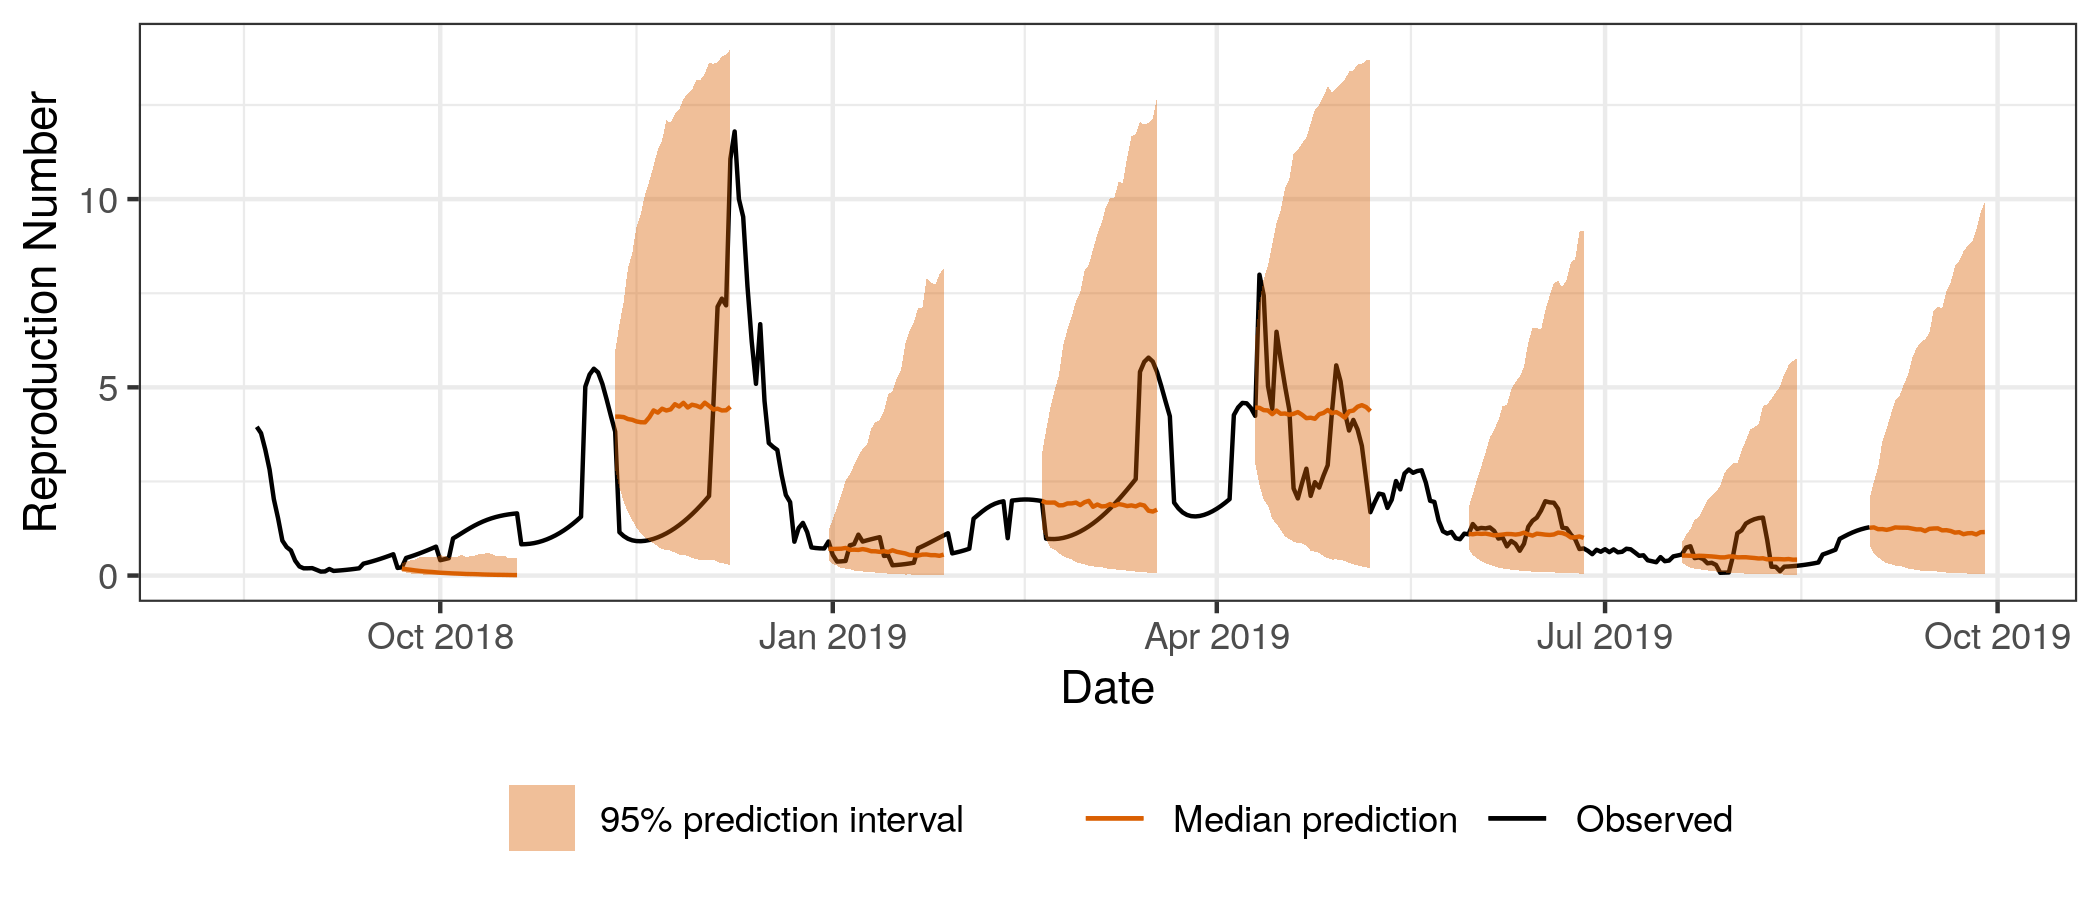 Reproduction Number
10
5
0
Oct 2018
Jan 2019
Apr 2019
Jul 2019
Oct 2019
Date
95% prediction interval
Median prediction
Observed